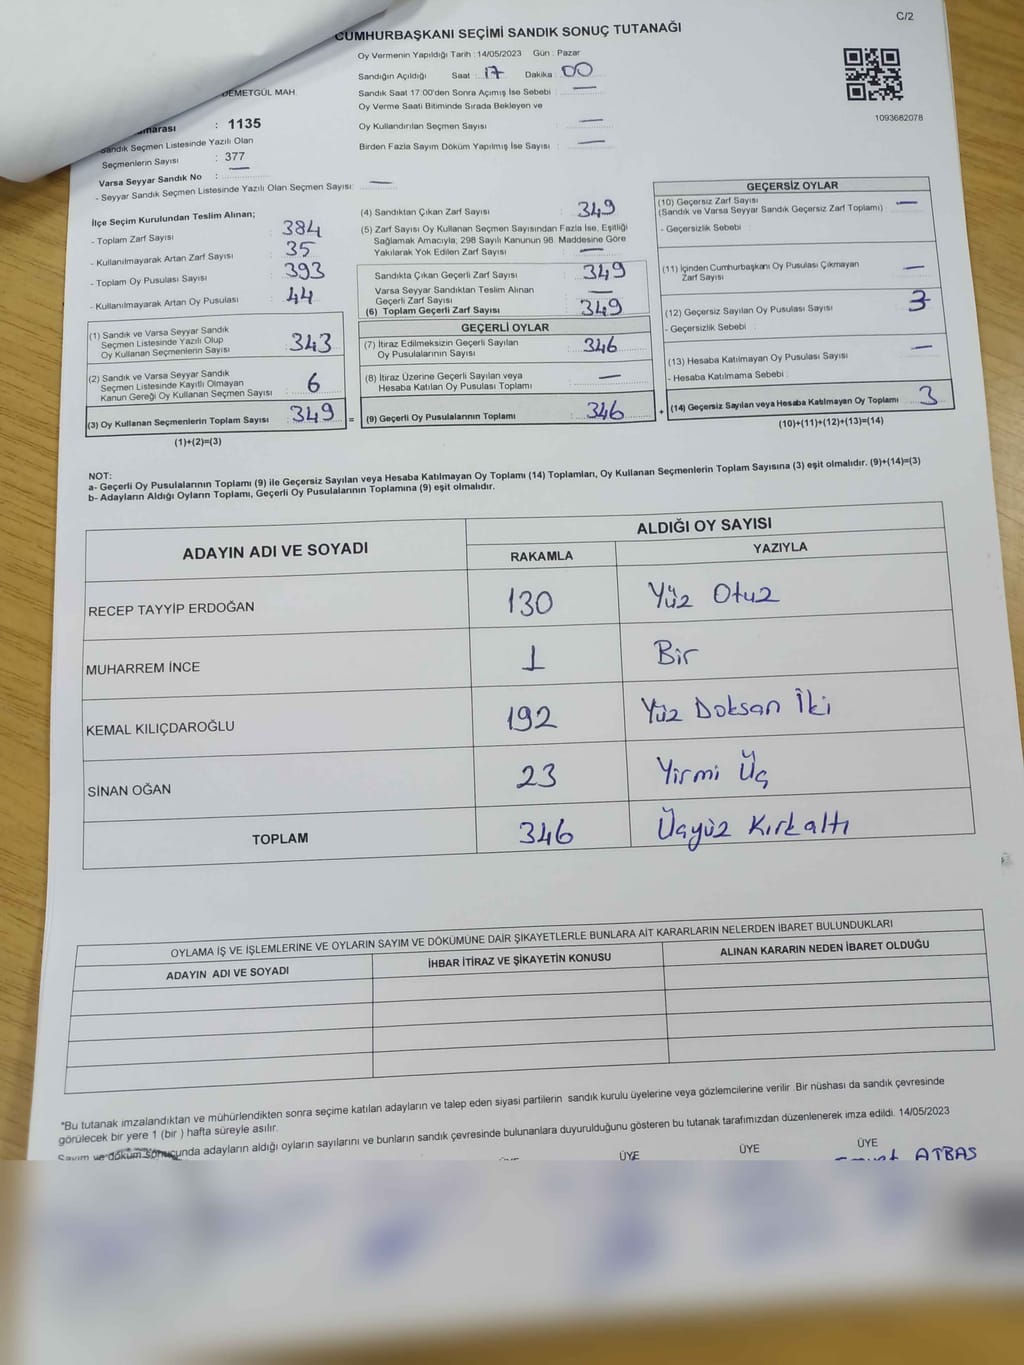 C/2
CUMHURBAŞKANI SEÇİMİ SANDIK SONUÇ TUTANAĞI
Oy Vermenin Yapıldığı Tarih : 14/05/2023 Gün : Pazar
Sandığın Açıldığı Saat : 17 Dakika : 00
DEMETGÜL MAH.
Sandık Saat 17.00'den Sonra Açımış İse Sebebi : —
Oy Verme Saati Bitiminde Sırada Bekleyen ve
Oy Kullandırılan Seçmen Sayısı : —
Birden Fazla Sayım Döküm Yapılmış İse Sayısı : —
1093682078
: 1135
Sandık Seçmen Listesinde Yazılı Olan
Seçmenlerin Sayısı : 377
Varsa Seyyar Sandık No : —
- Seyyar Sandık Seçmen Listesinde Yazılı Olan Seçmen Sayısı: —
İlçe Seçim Kurulundan Teslim Alınan;
- Toplam Zarf Sayısı : 384
- Kullanılmayarak Artan Zarf Sayısı : 35
- Toplam Oy Pusulası Sayısı : 393
- Kullanılmayarak Artan Oy Pusulası : 44
(1) Sandık ve Varsa Seyyar Sandık
Seçmen Listesinde Yazılı Olup
Oy Kullanan Seçmenlerin Sayısı : 343
(2) Sandık ve Varsa Seyyar Sandık
Seçmen Listesinde Kayıtlı Olmayan
Kanun Gereği Oy Kullanan Seçmen Sayısı : 6
(3) Oy Kullanan Seçmenlerin Toplam Sayısı : 349 =
(1)+(2)=(3)
(4) Sandıktan Çıkan Zarf Sayısı : 349
(5) Zarf Sayısı Oy Kullanan Seçmen Sayısından Fazla İse, Eşitliği
Sağlamak Amacıyla; 298 Sayılı Kanunun 98. Maddesine Göre
Yakılarak Yok Edilen Zarf Sayısı : —
Sandıkta Çıkan Geçerli Zarf Sayısı : 349
Varsa Seyyar Sandıktan Teslim Alınan
Geçerli Zarf Sayısı : —
(6) Toplam Geçerli Zarf Sayısı : 349
GEÇERLİ OYLAR
(7) İtiraz Edilmeksizin Geçerli Sayılan
Oy Pusulalarının Sayısı : 346
(8) İtiraz Üzerine Geçerli Sayılan veya
Hesaba Katılan Oy Pusulası Toplamı : —
(9) Geçerli Oy Pusulalarının Toplamı : 346 +
GEÇERSİZ OYLAR
(10) Geçersiz Zarf Sayısı : —
(Sandık ve Varsa Seyyar Sandık Geçersiz Zarf Toplamı)
- Geçersizlik Sebebi :
(11) İçinden Cumhurbaşkanı Oy Pusulası Çıkmayan
Zarf Sayısı : —
(12) Geçersiz Sayılan Oy Pusulası Sayısı : 3
- Geçersizlik Sebebi :
(13) Hesaba Katılmayan Oy Pusulası Sayısı : —
- Hesaba Katılmama Sebebi :
(14) Geçersiz Sayılan veya Hesaba Katılmayan Oy Toplamı : 3
(10)+(11)+(12)+(13)=(14)
NOT:
a- Geçerli Oy Pusulalarının Toplamı (9) ile Geçersiz Sayılan veya Hesaba Katılmayan Oy Toplamı (14) Toplamları, Oy Kullanan Seçmenlerin Toplam Sayısına (3) eşit olmalıdır. (9)+(14)=(3)
b- Adayların Aldığı Oyların Toplamı, Geçerli Oy Pusulalarının Toplamına (9) eşit olmalıdır.
ADAYIN ADI VE SOYADI ALDIĞI OY SAYISI
RAKAMLA YAZIYLA
RECEP TAYYİP ERDOĞAN 130 Yüz Otuz
MUHARREM İNCE 1 Bir
KEMAL KILIÇDAROĞLU 192 Yüz Doksan İki
SİNAN OĞAN 23 Yirmi Üç
TOPLAM 346 Üçyüz Kırkaltı
OYLAMA İŞ VE İŞLEMLERİNE VE OYLARIN SAYIM VE DÖKÜMÜNE DAİR ŞİKAYETLERLE BUNLARA AİT KARARLARIN NELERDEN İBARET BULUNDUKLARI
ADAYIN ADI VE SOYADI İHBAR İTİRAZ VE ŞİKAYETİN KONUSU ALINAN KARARIN NEDEN İBARET OLDUĞU
*Bu tutanak imzalandıktan ve mühürlendikten sonra seçime katılan adayların ve talep eden siyasi partilerin sandık kurulu üyelerine veya gözlemcilerine verilir .Bir nüshası da sandık çevresinde
görülecek bir yere 1 (bir ) hafta süreyle asılır.
Sayım ve döküm sonucunda adayların aldığı oyların sayılarını ve bunların sandık çevresinde bulunanlara duyurulduğunu gösteren bu tutanak tarafımızdan düzenlenerek imza edildi. 14/05/2023
ÜYE ÜYE ÜYE
ATBAS